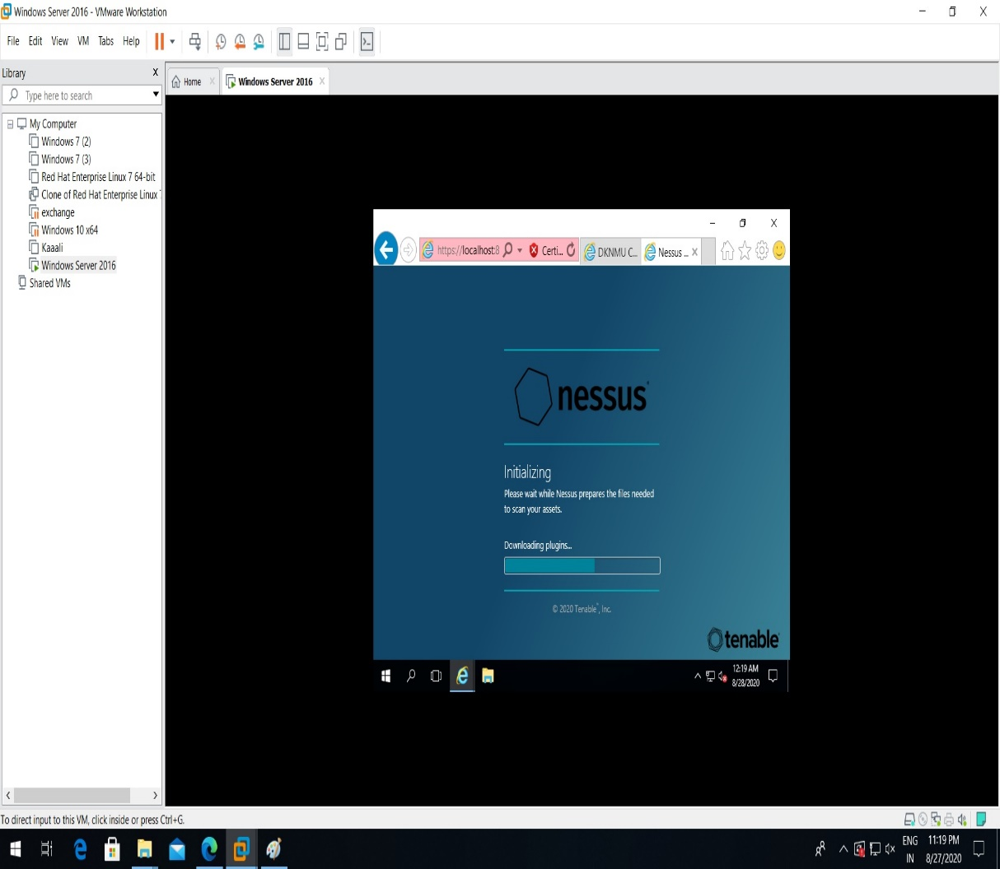 Windows Server 2016 - VMware Workstation
File Edit View VM Tabs Help
Library
Type here to search
Home
Windows Server 2016
My Computer
Windows 7 (2)
Windows 7 (3)
Red Hat Enterprise Linux 7 64-bit
Clone of Red Hat Enterprise Linux
exchange
Windows 10 x64
Kaaali
Windows Server 2016
Shared VMs
https://localhost:8 Certi... DKNMU C... Nessus ...
nessus
Initializing
Please wait while Nessus prepares the files needed
to scan your assets.
Downloading plugins...
© 2020 Tenable®, Inc.
tenable
12:19 AM
8/28/2020
To direct input to this VM, click inside or press Ctrl+G.
ENG 11:19 PM
IN 8/27/2020